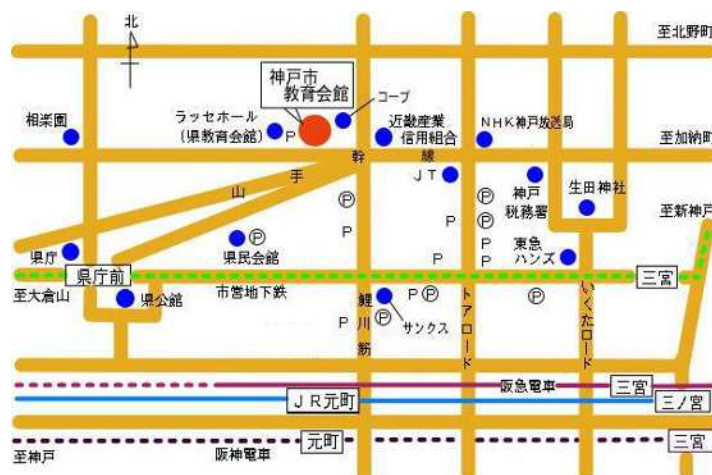 至北野町
北
神戸市
教育会館
コープ
相楽園
ラッセホール
(県教育会館)
P
近畿産業
信用組合
NHK神戸放送局
至加納町
山
手
幹
線
JT
神戸
税務署
生田神社
至新神戸
P
P
P
P
P
県庁
県民会館
P
P
P
P
東急
ハンズ
県庁前
市営地下鉄
三宮
至大倉山
県公館
鯉
川
筋
P
P
P
P
P
サンクス
トアロード
いくたロード
阪急電車
三宮
JR元町
三ノ宮
元町
三宮
至神戸
阪神電車